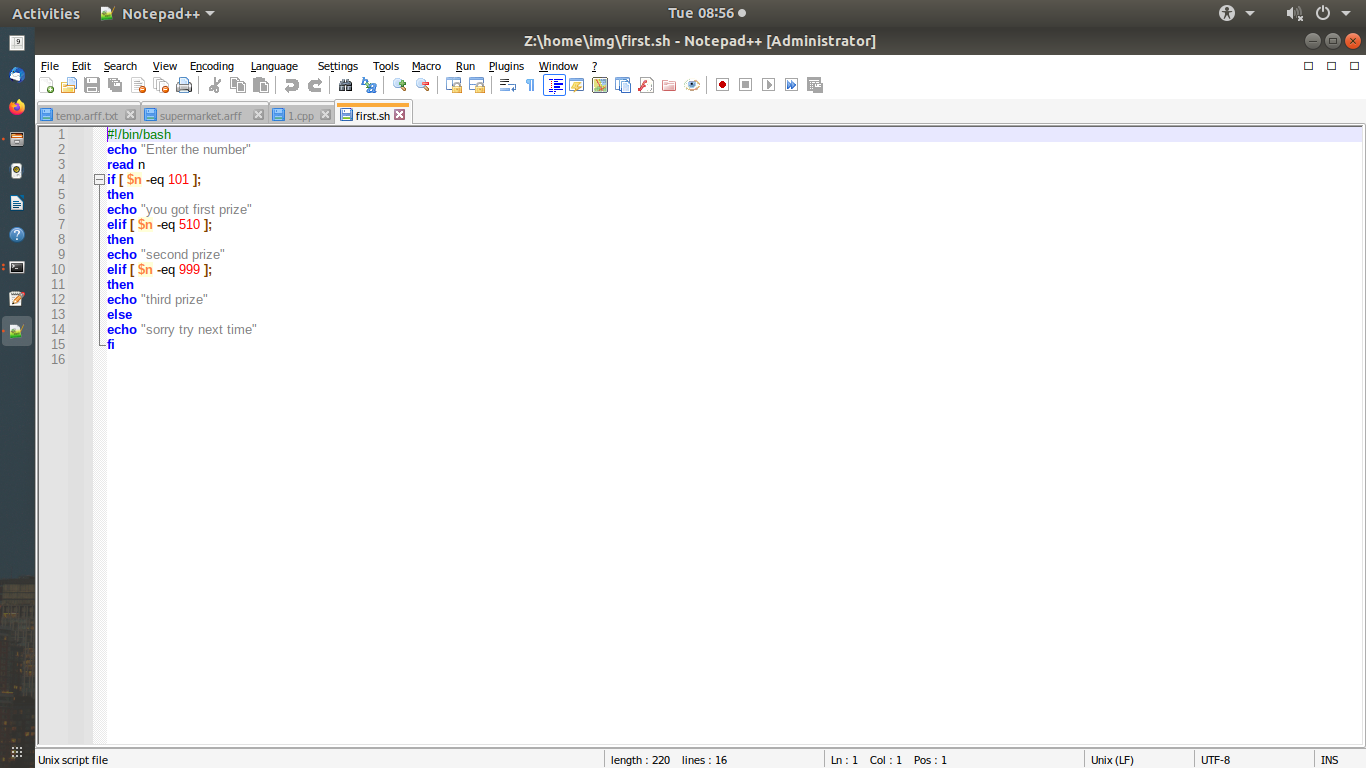 Activities Notepad++ Tue 08:56
Z:\home\img\first.sh - Notepad++ [Administrator]
File Edit Search View Encoding Language Settings Tools Macro Run Plugins Window ?
temp.arff.txt supermarket.arff 1.cpp first.sh
1 #!/bin/bash
2 echo "Enter the number"
3 read n
4 if [ $n -eq 101 ];
5 then
6 echo "you got first prize"
7 elif [ $n -eq 510 ];
8 then
9 echo "second prize"
10 elif [ $n -eq 999 ];
11 then
12 echo "third prize"
13 else
14 echo "sorry try next time"
15 fi
16
Unix script file length : 220 lines : 16 Ln : 1 Col : 1 Pos : 1 Unix (LF) UTF-8 INS